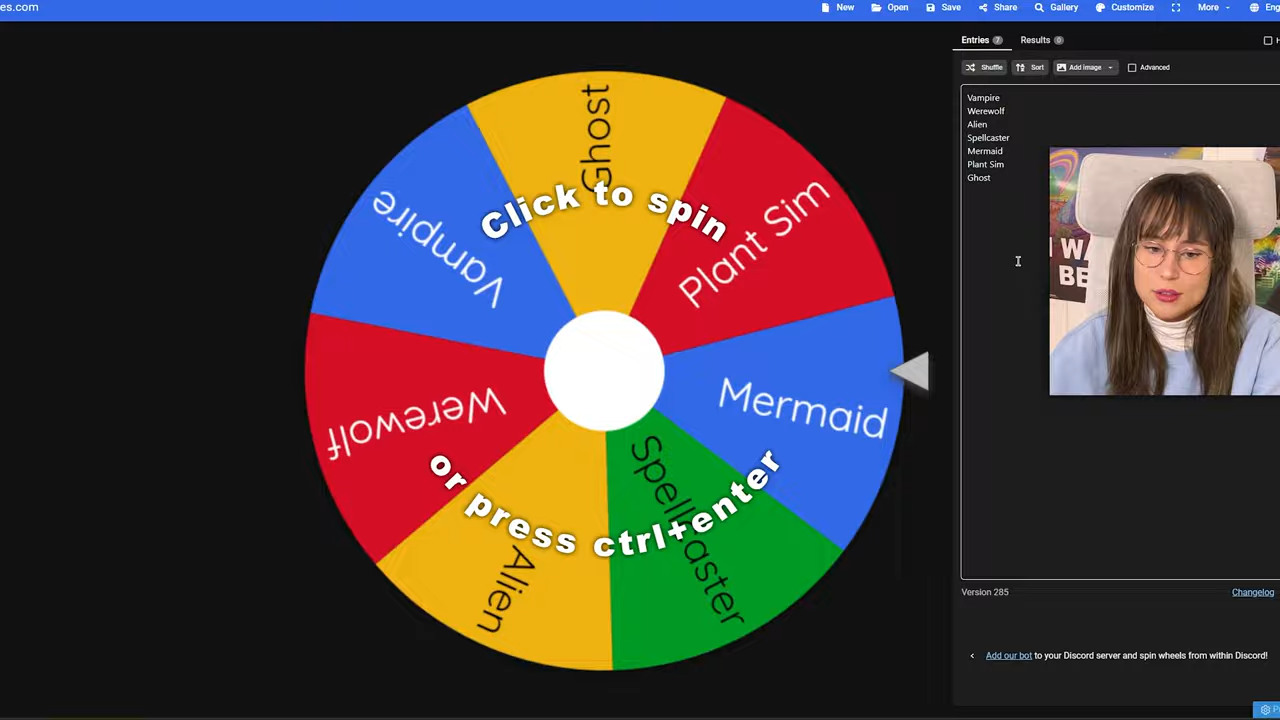 es.com
New
Open
Save
Share
Gallery
Customize
More
Eng
Entries 7
Results 0
Shuffle
Sort
Add image
Advanced
Vampire
Werewolf
Alien
Spellcaster
Mermaid
Plant Sim
Ghost
Ghost
Plant Sim
Mermaid
Spellcaster
Alien
Werewolf
Vampire
Click to spin
or press ctrl+enter
I WA
BE
Version 285
Changelog
Add our bot to your Discord server and spin wheels from within Discord!